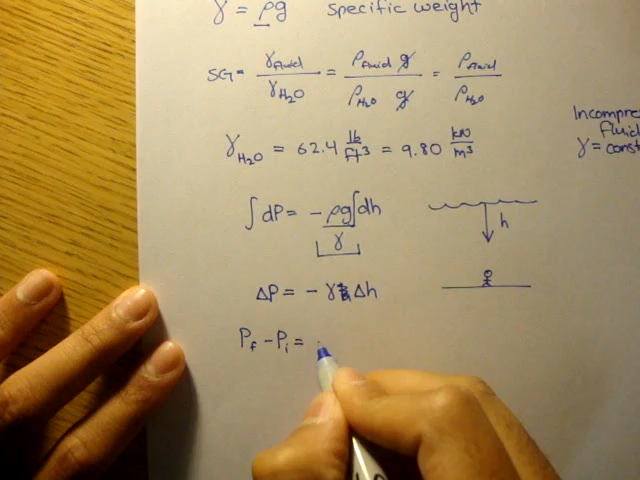 γ = ρg specific weight
SG = γfluid / γH₂O = ρfluid g / ρH₂O g = ρfluid / ρH₂O
Incompre
fluid
γ = const
γH₂O = 62.4 lb/ft³ = 9.80 kN/m³
∫dP = - ρg∫dh
γ
h
ΔP = - γ Δh
Pf - Pi =